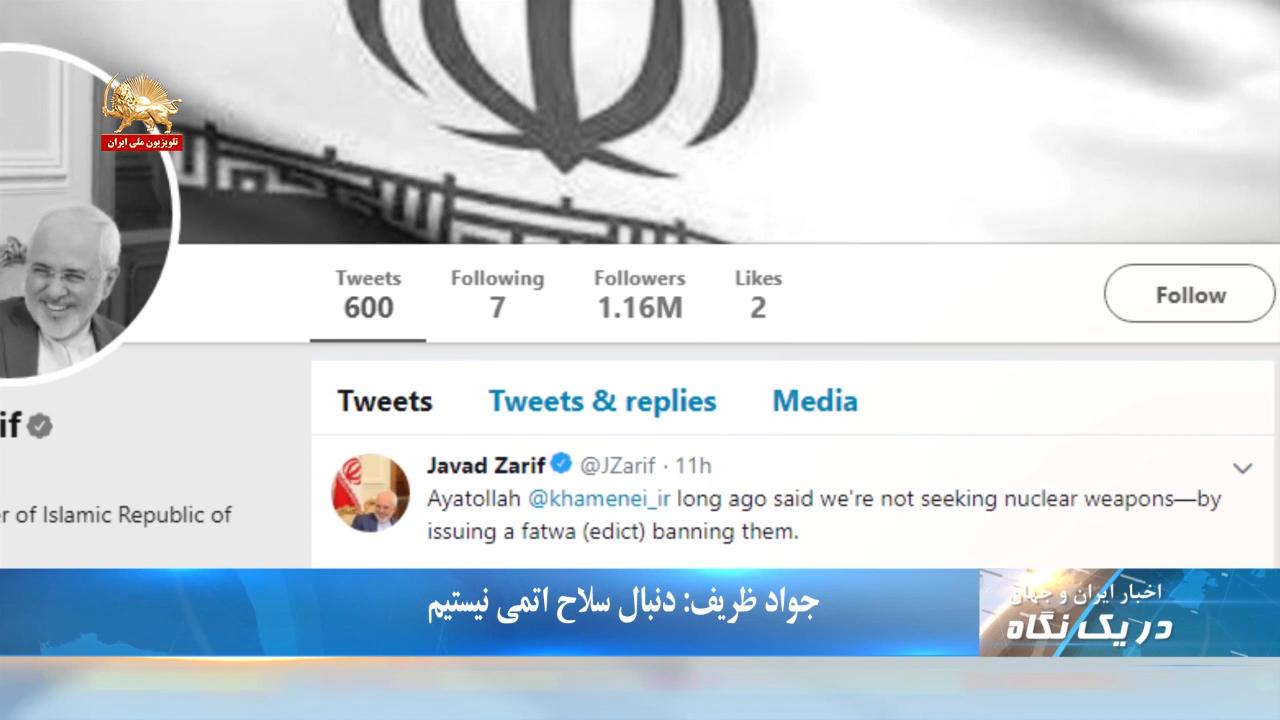 تلویزیون ملی ایران
Tweets Following Followers Likes
600 7 1.16M 2
Follow
if
Tweets Tweets & replies Media
Javad Zarif @JZarif · 11h
Ayatollah @khamenei_ir long ago said we're not seeking nuclear weapons—by
issuing a fatwa (edict) banning them.
r of Islamic Republic of
جواد ظریف: دنبال سلاح اتمی نیستیم
اخبار ایران و جهان
در یک نگاه